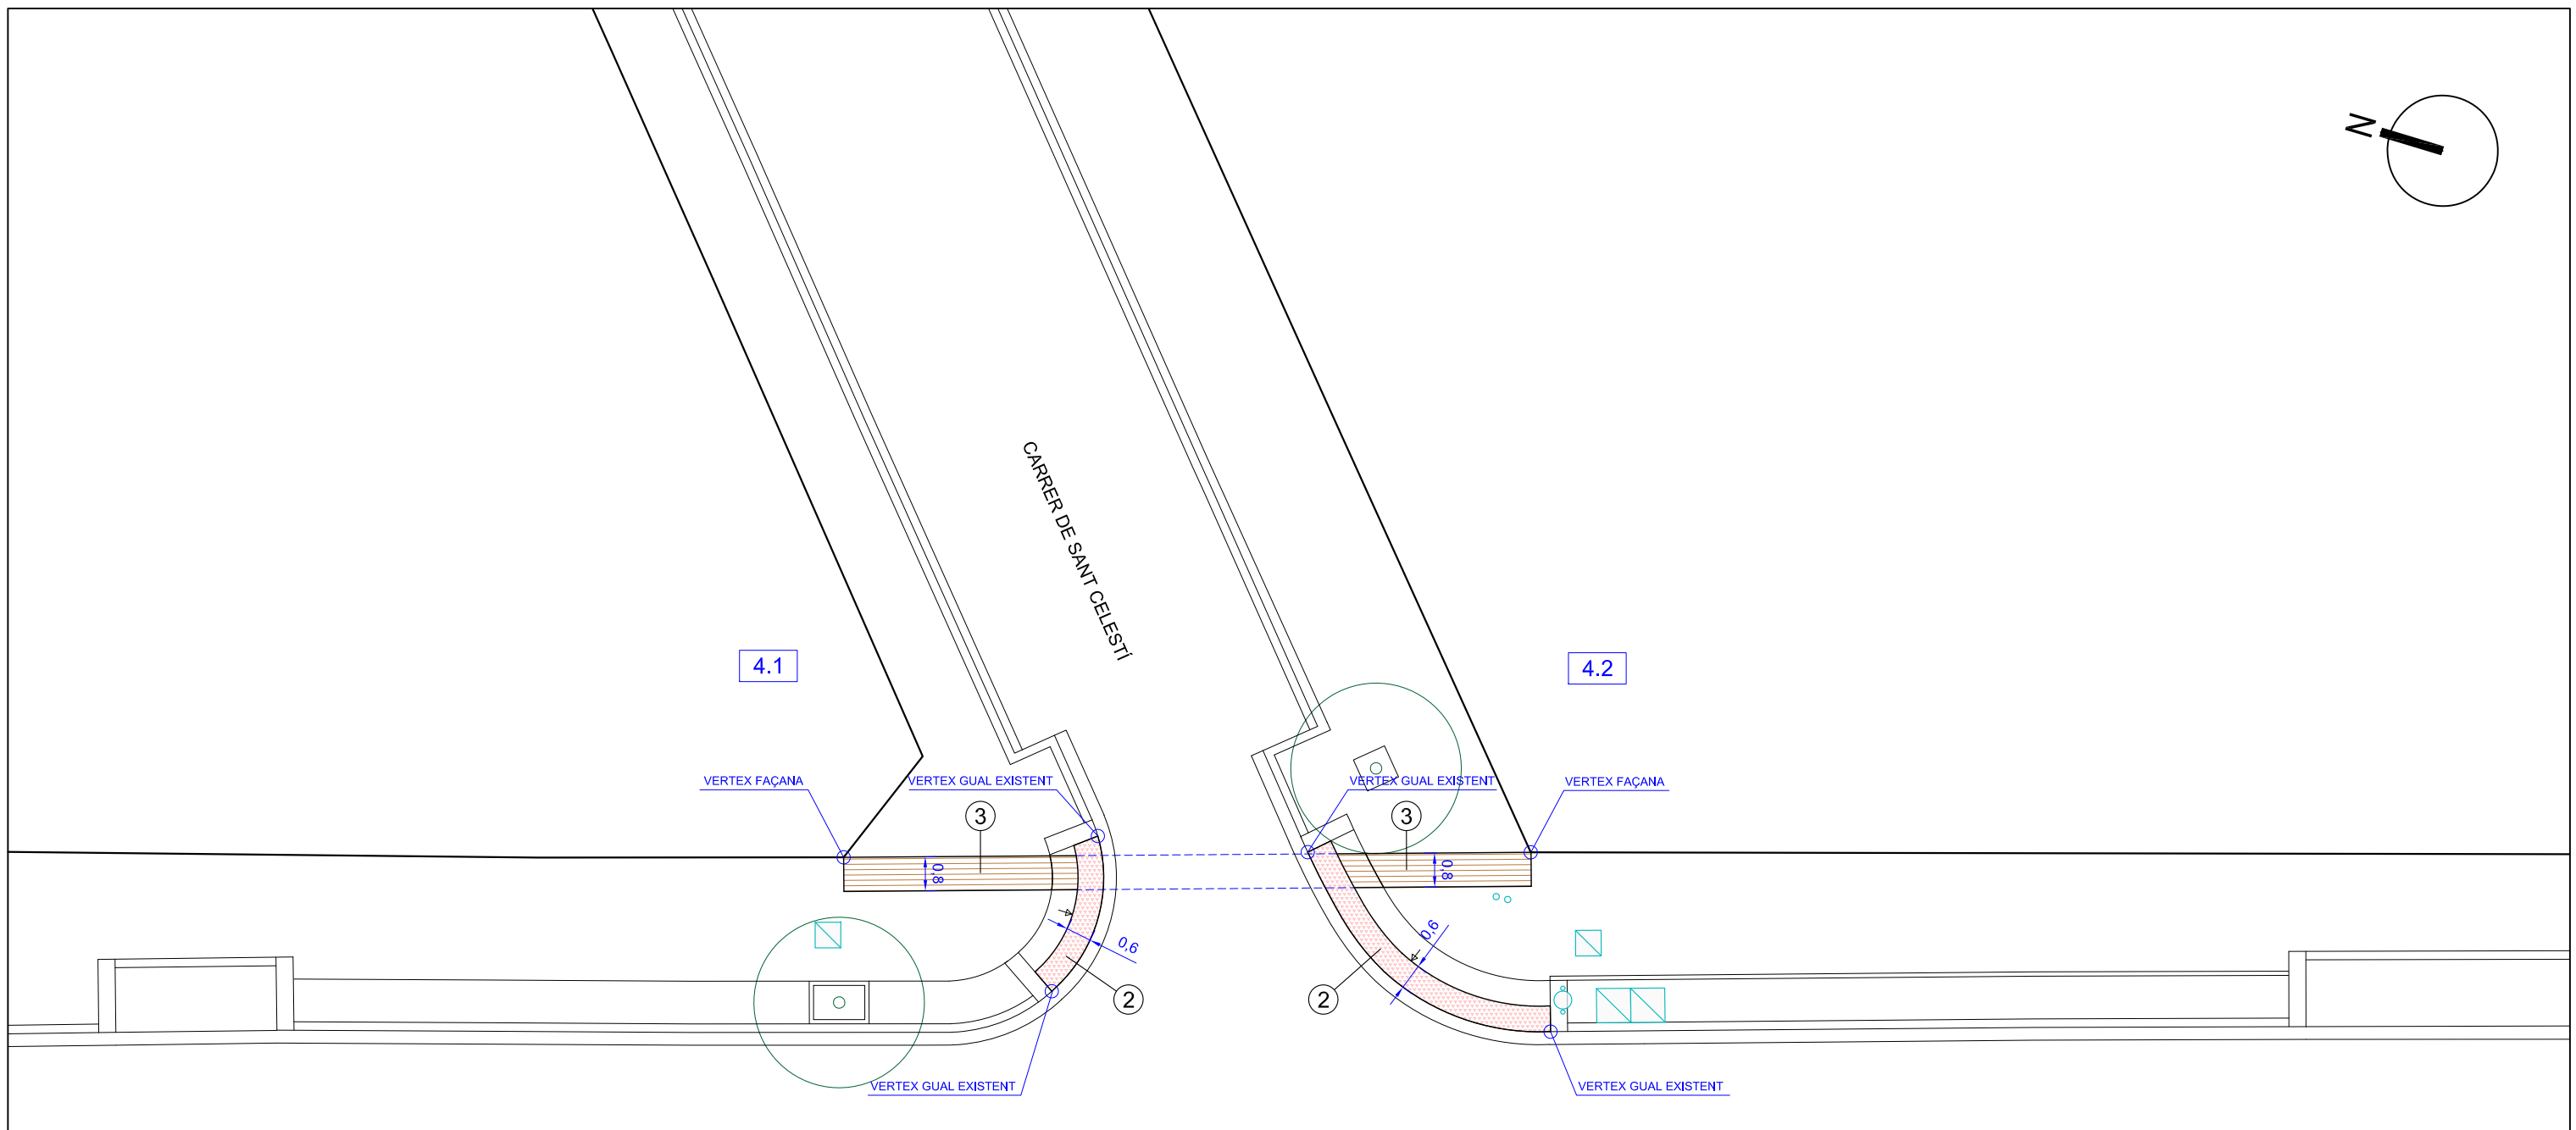 N
CARRER DE SANT CELESTÍ
4.1
4.2
VERTEX FAÇANA
VERTEX GUAL EXISTENT
VERTEX GUAL EXISTENT
VERTEX FAÇANA
3
3
0,8
0,8
0,6
0,6
2
2
VERTEX GUAL EXISTENT
VERTEX GUAL EXISTENT